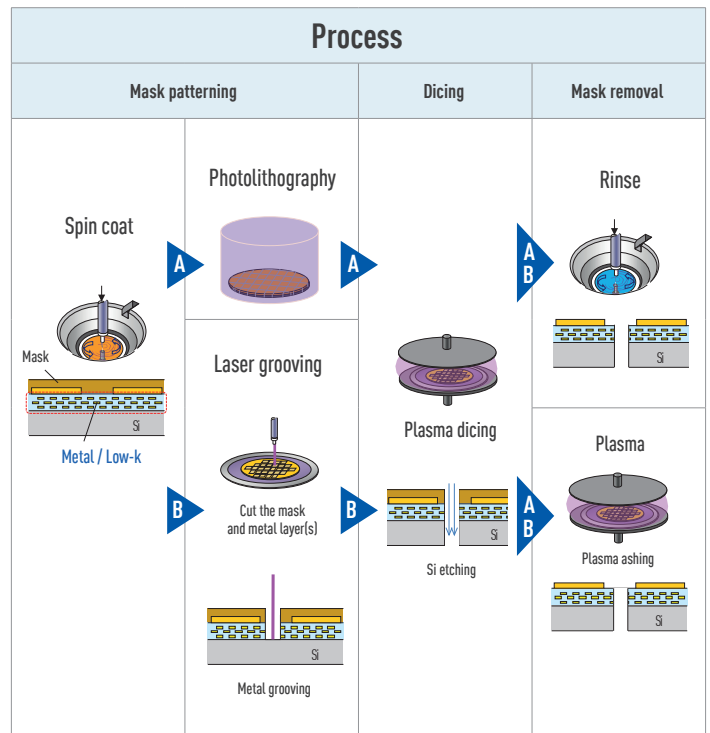 Process
Mask patterning
Dicing
Mask removal
Spin coat
Mask
Si
Metal / Low-k
A
B
Photolithography
Laser grooving
Cut the mask
and metal layer(s)
Si
Metal grooving
A
B
Plasma dicing
Si
Si etching
A
B
A
B
Rinse
Si
Plasma
Plasma ashing
Si